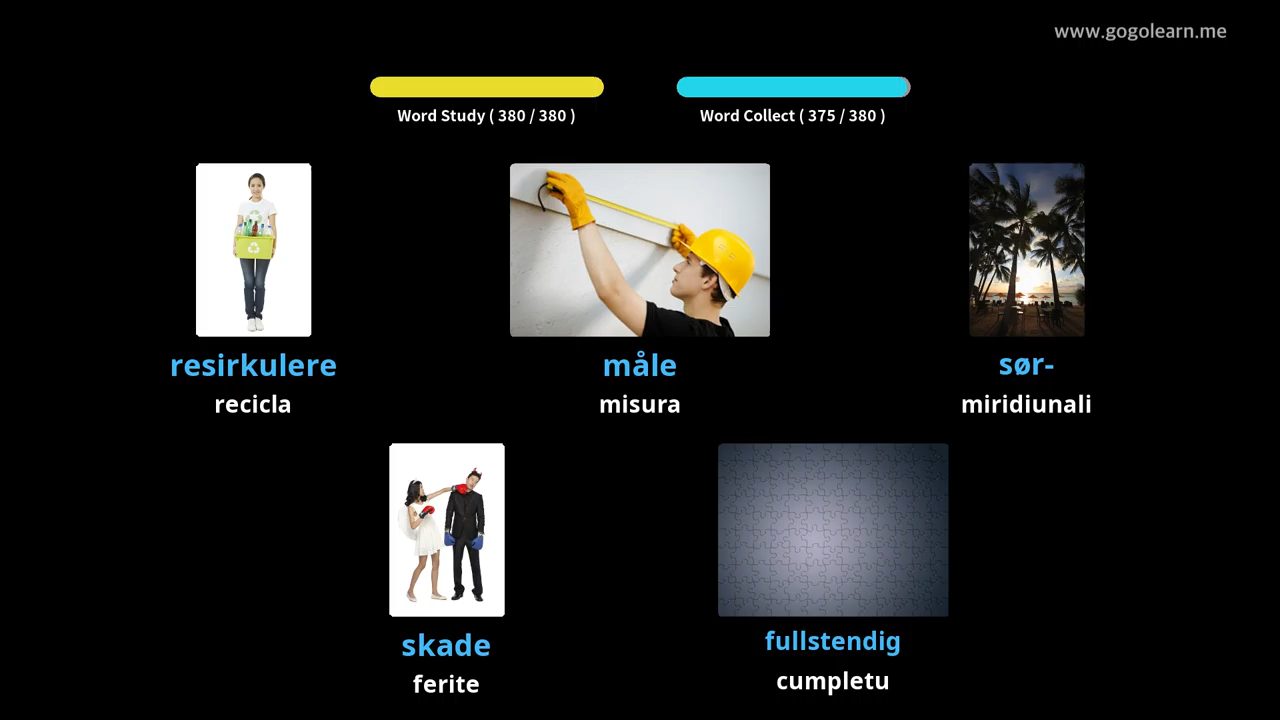 www.gogolearn.me
Word Study ( 380 / 380 )
Word Collect ( 375 / 380 )
resirkulere
recicla
måle
misura
sør-
miridiunali
skade
ferite
fullstendig
cumpletu